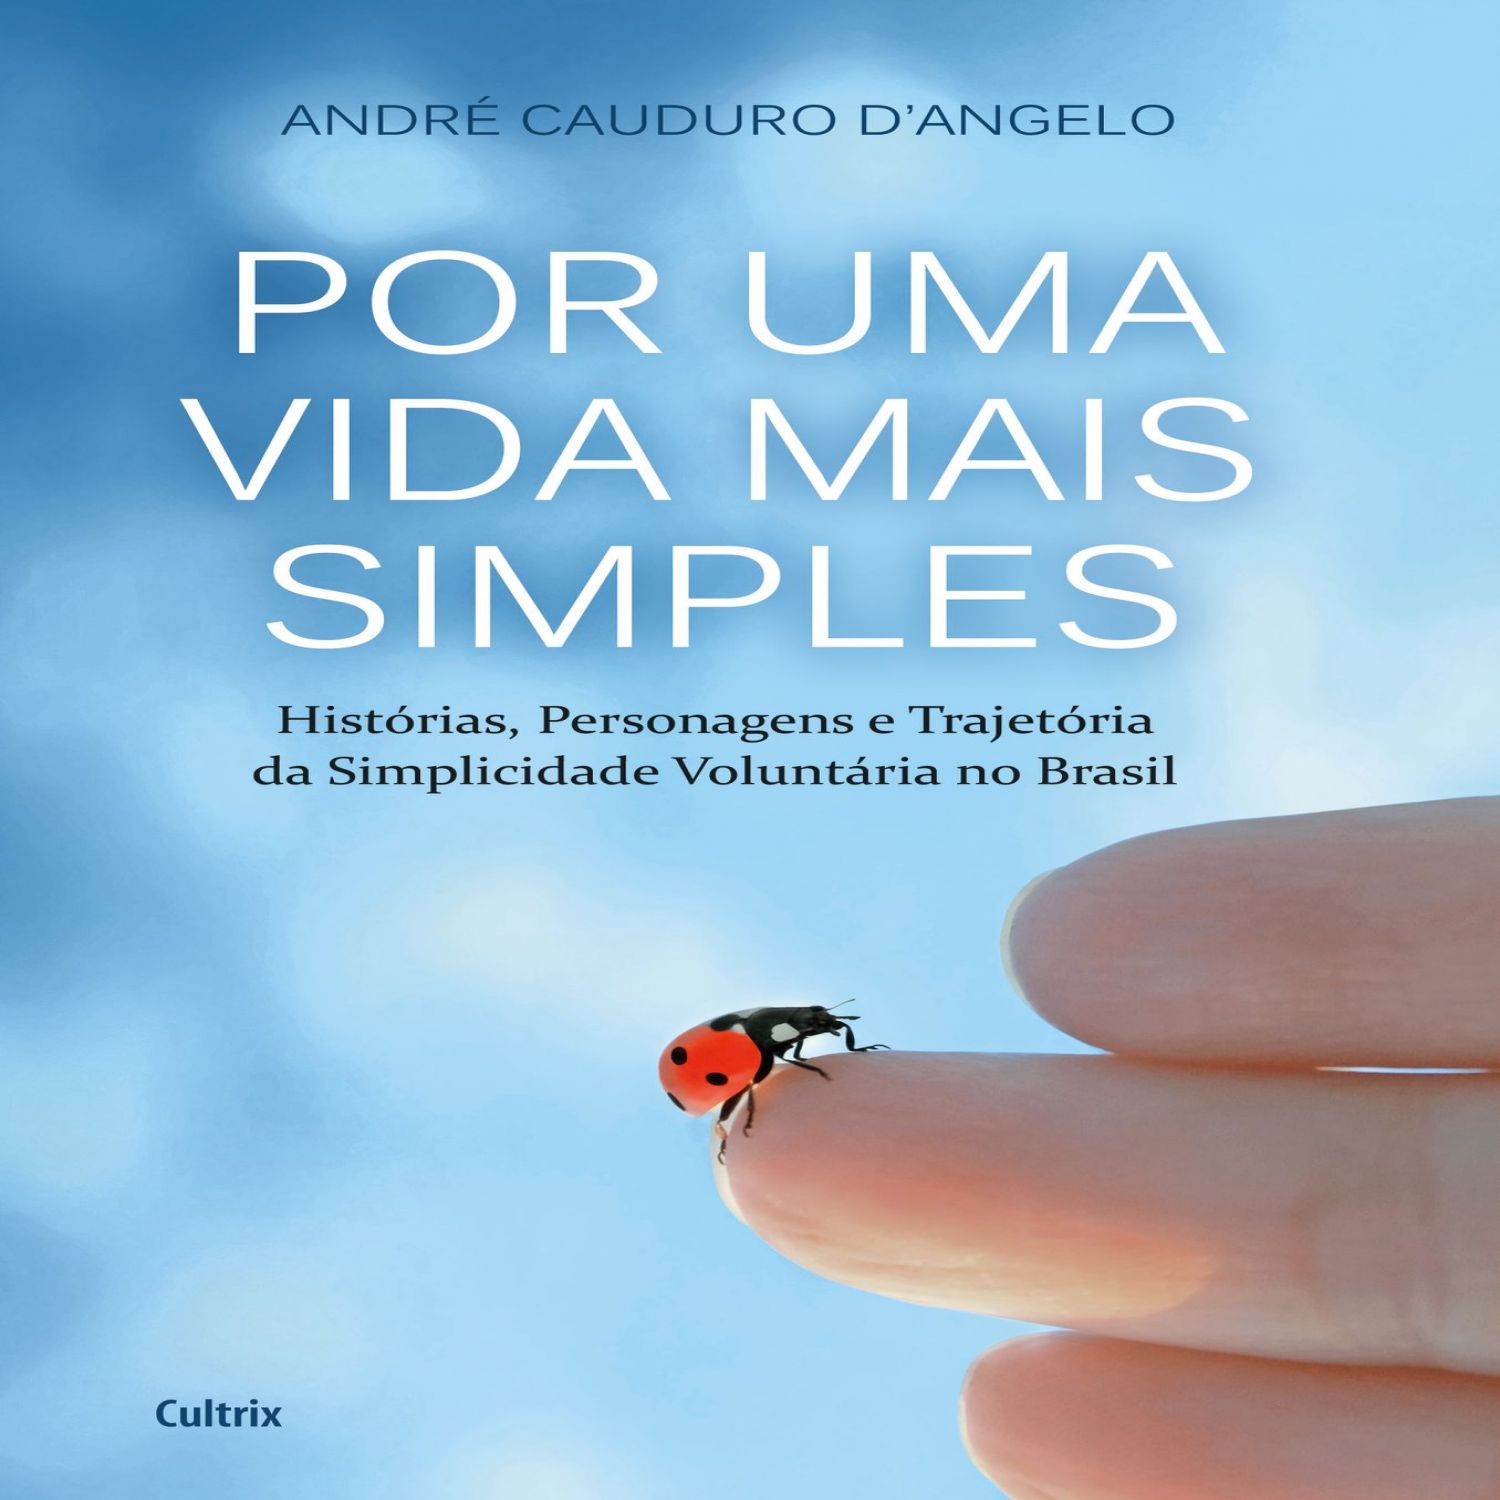 ANDRÉ CAUDURO D’ANGELO
POR UMA
VIDA MAIS
SIMPLES
Histórias, Personagens e Trajetória
da Simplicidade Voluntária no Brasil
Cultrix